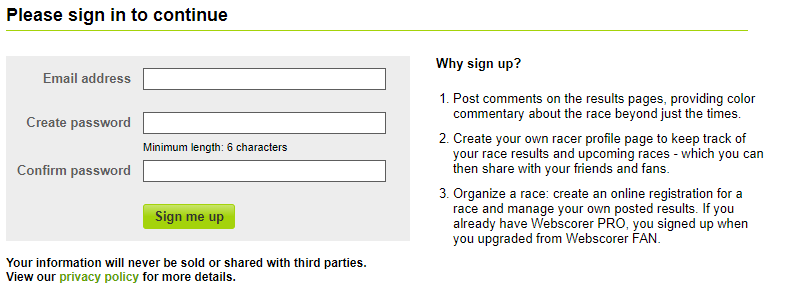 Please sign in to continue
Email address
Create password
Minimum length: 6 characters
Confirm password
Sign me up
Your information will never be sold or shared with third parties.
View our privacy policy for more details.
Why sign up?
1. Post comments on the results pages, providing color
commentary about the race beyond just the times.
2. Create your own racer profile page to keep track of
your race results and upcoming races - which you can
then share with your friends and fans.
3. Organize a race: create an online registration for a
race and manage your own posted results. If you
already have Webscorer PRO, you signed up when
you upgraded from Webscorer FAN.